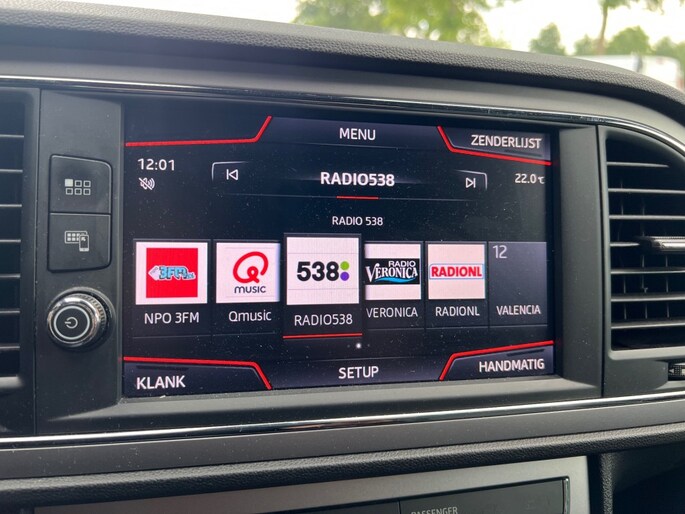 MENU
ZENDERLIJST
12:01
RADIO538
22.0°C
RADIO 538
3FM
Q
MUSIC
538
RADIO
VERONICA
RADIONL
12
NPO 3FM
Qmusic
RADIO538
VERONICA
RADIONL
VALENCIA
KLANK
SETUP
HANDMATIG
PASSENGER